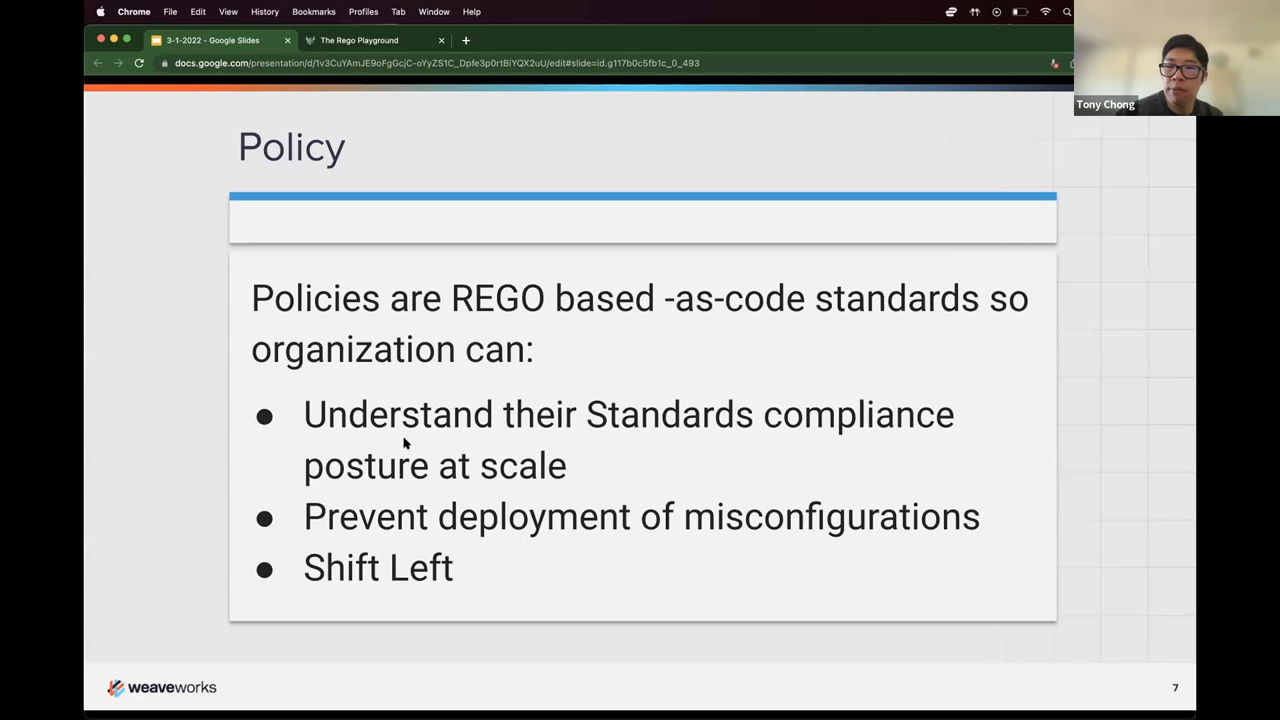 Chrome File Edit View History Bookmarks Profiles Tab Window Help
3-1-2022 - Google Slides
The Rego Playground
docs.google.com/presentation/d/1v3CuYAmJE9oFgGcjC-oYyZS1C_Dpfe3p0rtBiYQX2uU/edit#slide=id.g117b0c5fb1c_0_493
Tony Chong
Policy
Policies are REGO based -as-code standards so
organization can:
● Understand their Standards compliance
posture at scale
● Prevent deployment of misconfigurations
● Shift Left
weaveworks
7